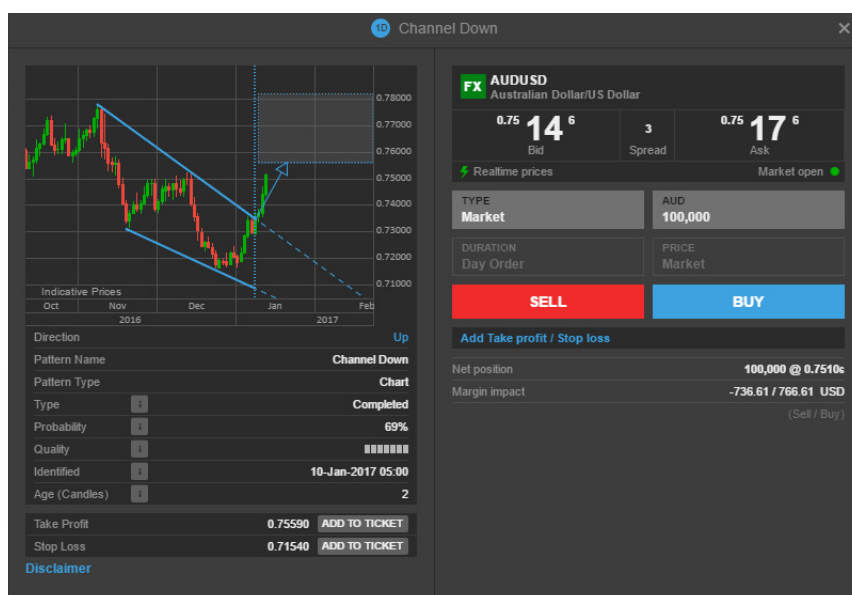 1D Channel Down
0.78000
0.77000
0.76000
0.75000
0.74000
0.73000
0.72000
0.71000
Indicative Prices
Oct Nov Dec Jan Feb
2016 2017
Direction Up
Pattern Name Channel Down
Pattern Type Chart
Type i Completed
Probability i 69%
Quality i
Identified i 10-Jan-2017 05:00
Age (Candles) i 2
Take Profit 0.75590 ADD TO TICKET
Stop Loss 0.71540 ADD TO TICKET
Disclaimer
FX AUDUSD
Australian Dollar/US Dollar
0.75 14 6 3 0.75 17 6
Bid Spread Ask
Realtime prices Market open
TYPE AUD
Market 100,000
DURATION PRICE
Day Order Market
SELL BUY
Add Take profit / Stop loss
Net position 100,000 @ 0.7510s
Margin impact -736.61 / 766.61 USD
(Sell / Buy)